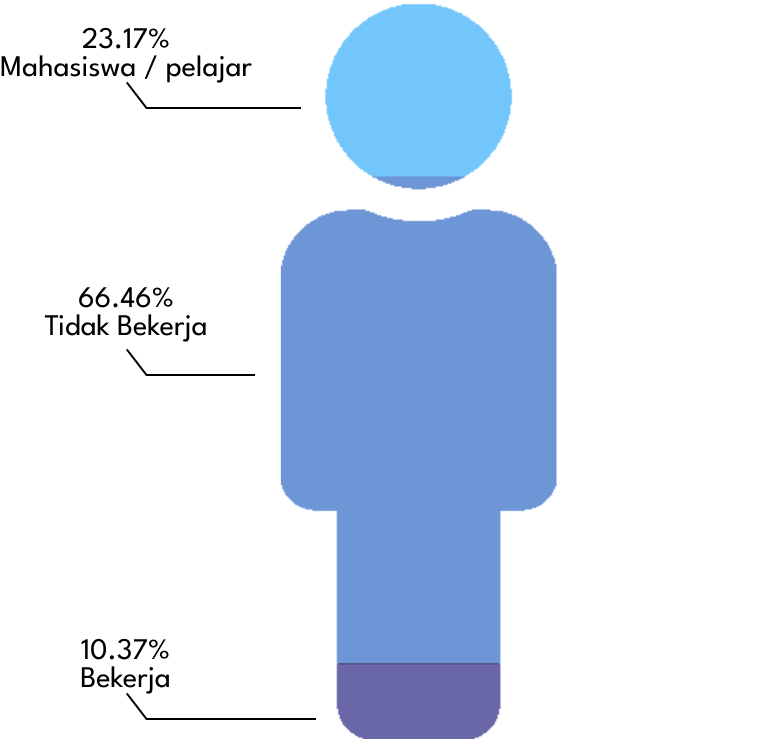 23.17%
Mahasiswa / pelajar
66.46%
Tidak Bekerja
10.37%
Bekerja